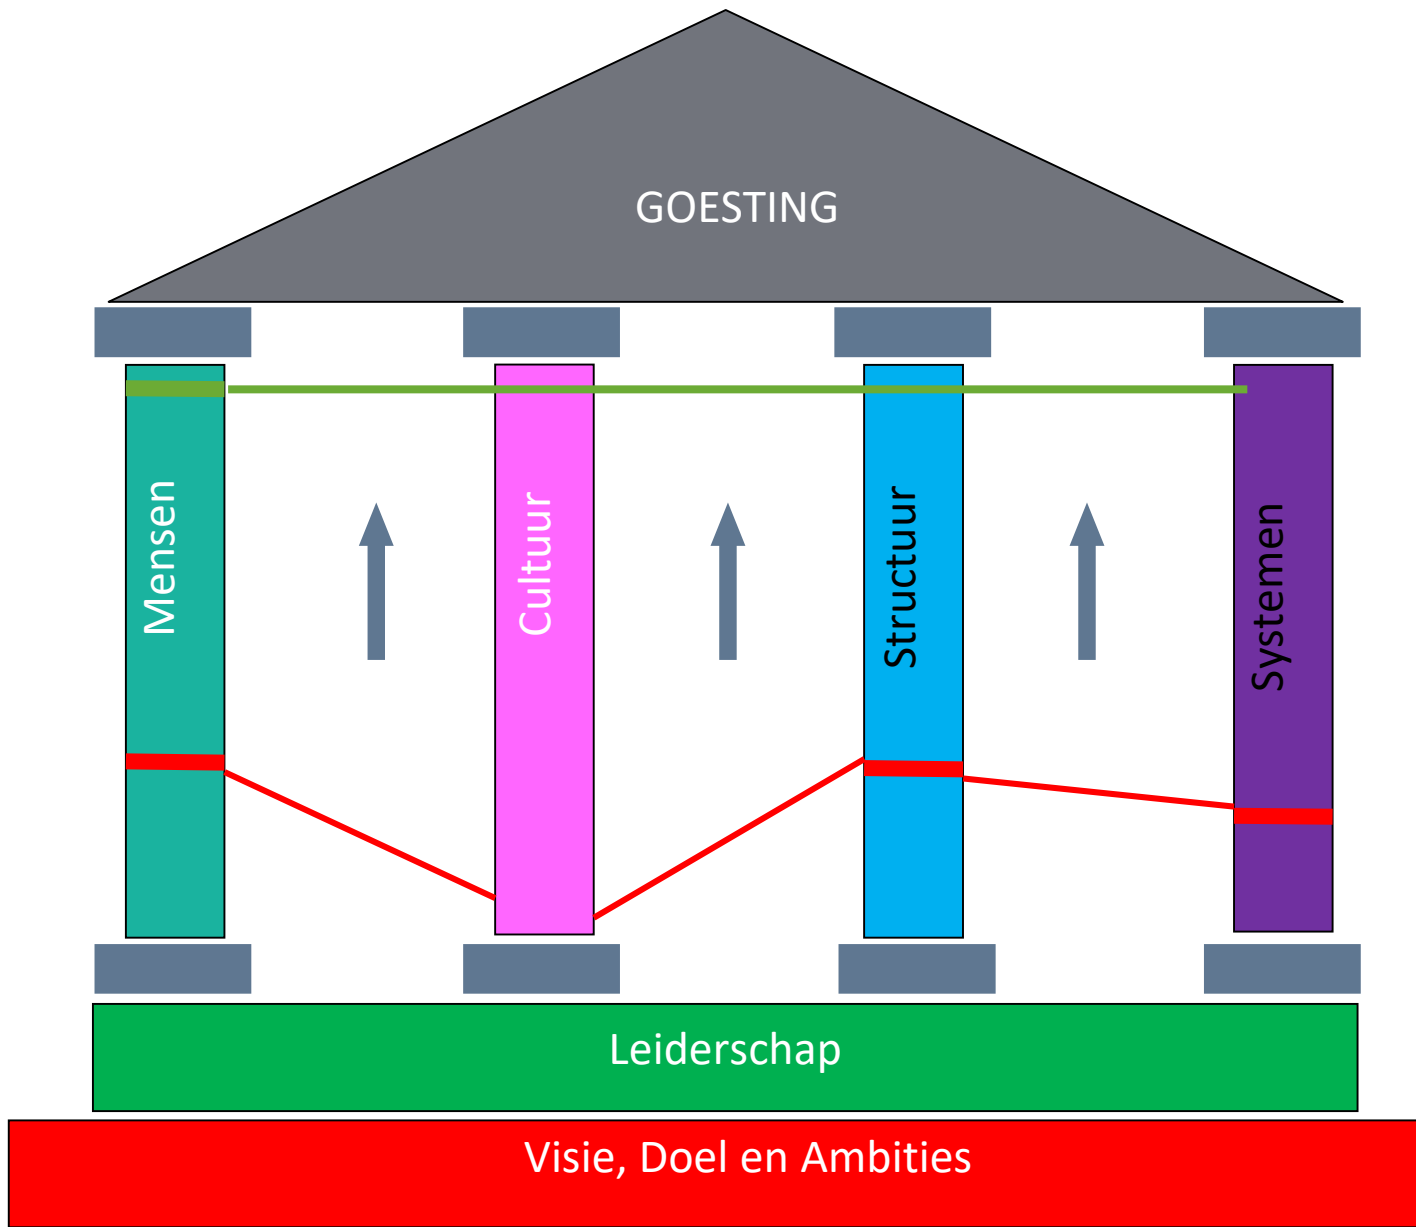 GOESTING
Mensen
Cultuur
Structuur
Systemen
Leiderschap
Visie, Doel en Ambities